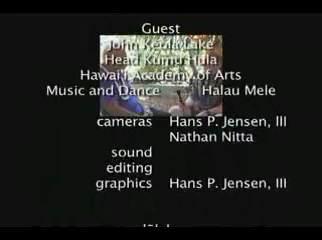 Guest
John Keola Lake
Head Kumu Hula
Hawai'i Academy of Arts
Music and Dance Halau Mele
cameras Hans P. Jensen, III
Nathan Nitta
sound
editing
graphics Hans P. Jensen, III